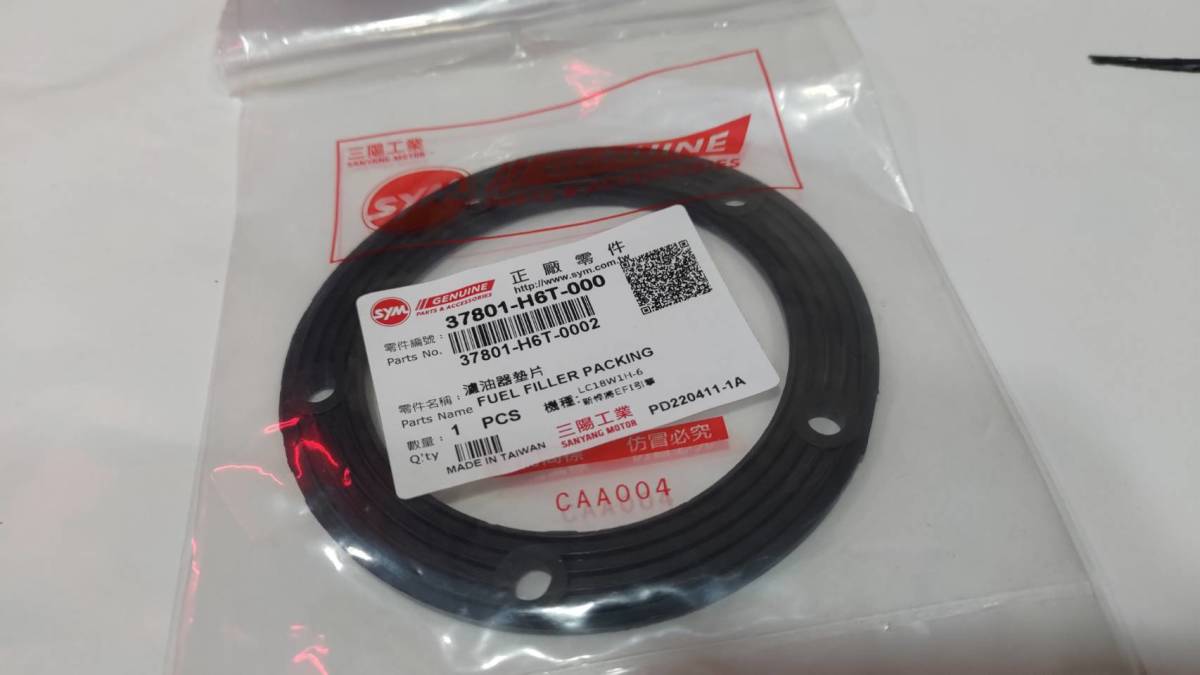 三陽工業
SANYANG MOTOR
SYM GENUINE
正廠零件
http://www.sym.com.tw
SYM GENUINE
PARTS & ACCESSORIES
零件編號：
Parts No.
37801-H6T-000
37801-H6T-0002
零件名稱：濾油器墊片
Parts Name FUEL FILLER PACKING
數量：1 PCS
Q'ty
機種：LC18W1H-6
MADE IN TAIWAN
三陽工業
SANYANG MOTOR
PD220411-1A
仿冒必究
CAA004